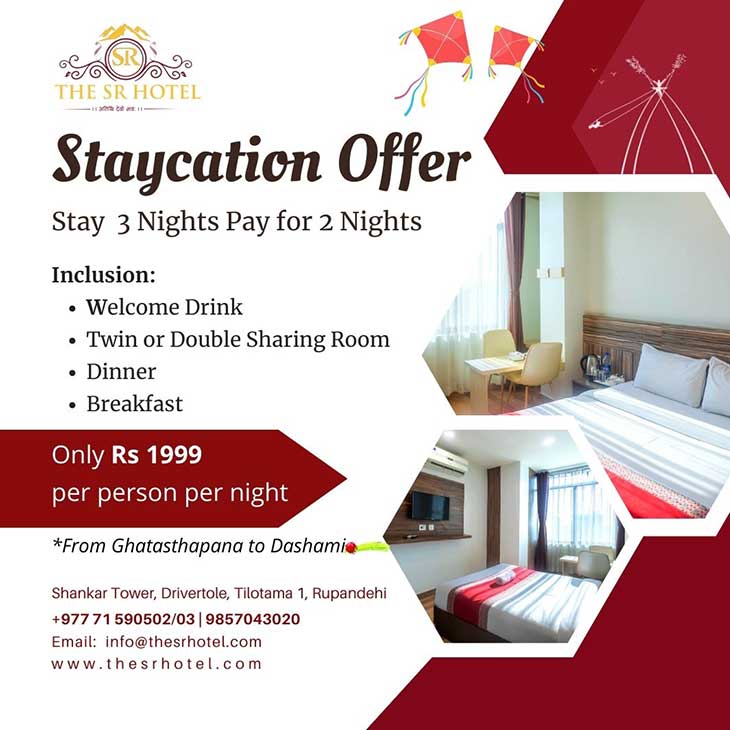 SR
THE SR HOTEL
।। अतिथि देवो भवः ।।
Staycation Offer
Stay 3 Nights Pay for 2 Nights
Inclusion:
• Welcome Drink
• Twin or Double Sharing Room
• Dinner
• Breakfast
Only Rs 1999
per person per night
*From Ghatasthapana to Dashami
Shankar Tower, Drivertole, Tilotama 1, Rupandehi
+977 71 590502/03 | 9857043020
Email: info@thesrhotel.com
www.thesrhotel.com